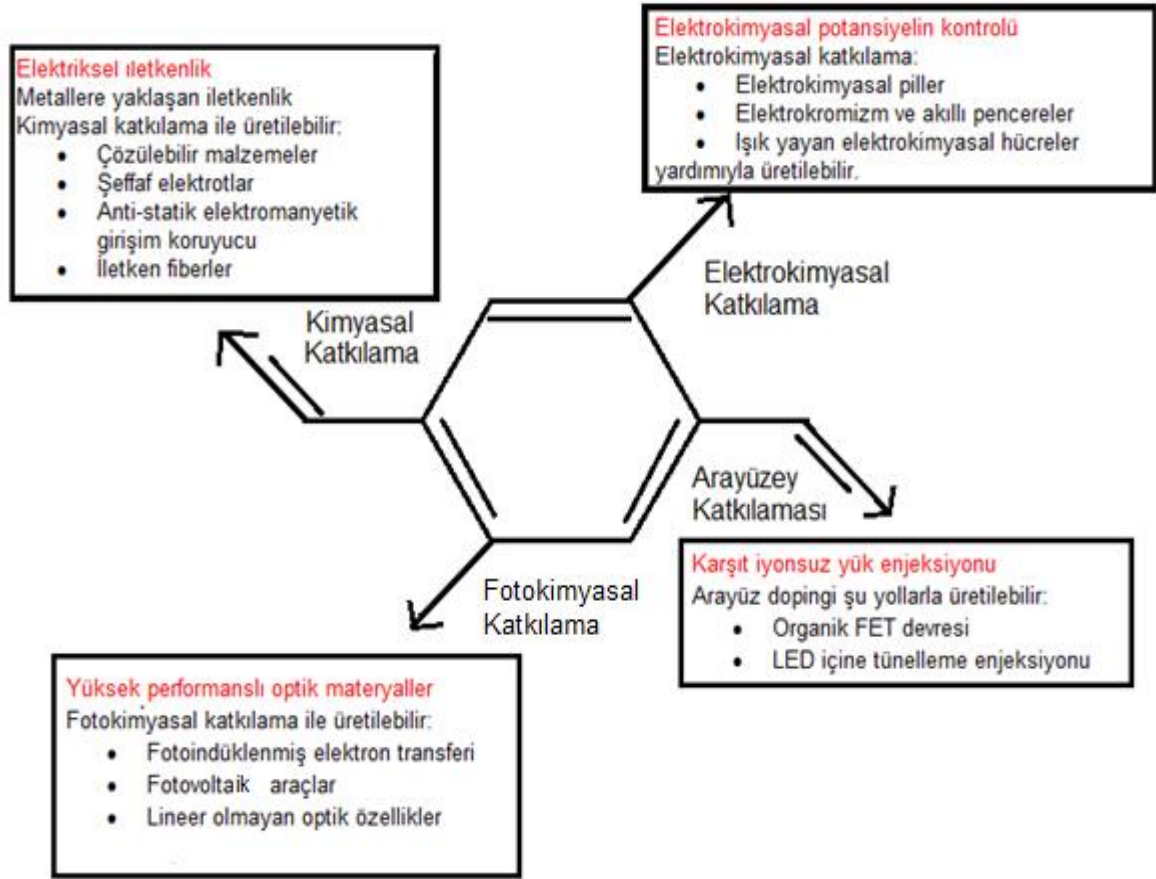 Elektriksel iletkenlik
Metallere yaklaşan iletkenlik
Kimyasal katkılama ile üretilebilir:
• Çözülebilir malzemeler
• Şeffaf elektrotlar
• Anti-statik elektromanyetik
girişim koruyucu
• İletken fiberler
Elektrokimyasal potansiyelin kontrolü
Elektrokimyasal katkılama:
• Elektrokimyasal piller
• Elektrokromizm ve akıllı pencereler
• Işık yayan elektrokimyasal hücreler
yardımıyla üretilebilir.
Kimyasal
Katkılama
Elektrokimyasal
Katkılama
Arayüzey
Katkılaması
Fotokimyasal
Katkılama
Karşıt iyonsuz yük enjeksiyonu
Arayüz dopingi şu yollarla üretilebilir:
• Organik FET devresi
• LED içine tünelleme enjeksiyonu
Yüksek performanslı optik materyaller
Fotokimyasal katkılama ile üretilebilir:
• Fotoindüklenmiş elektron transferi
• Fotovoltaik araçlar
• Lineer olmayan optik özellikler